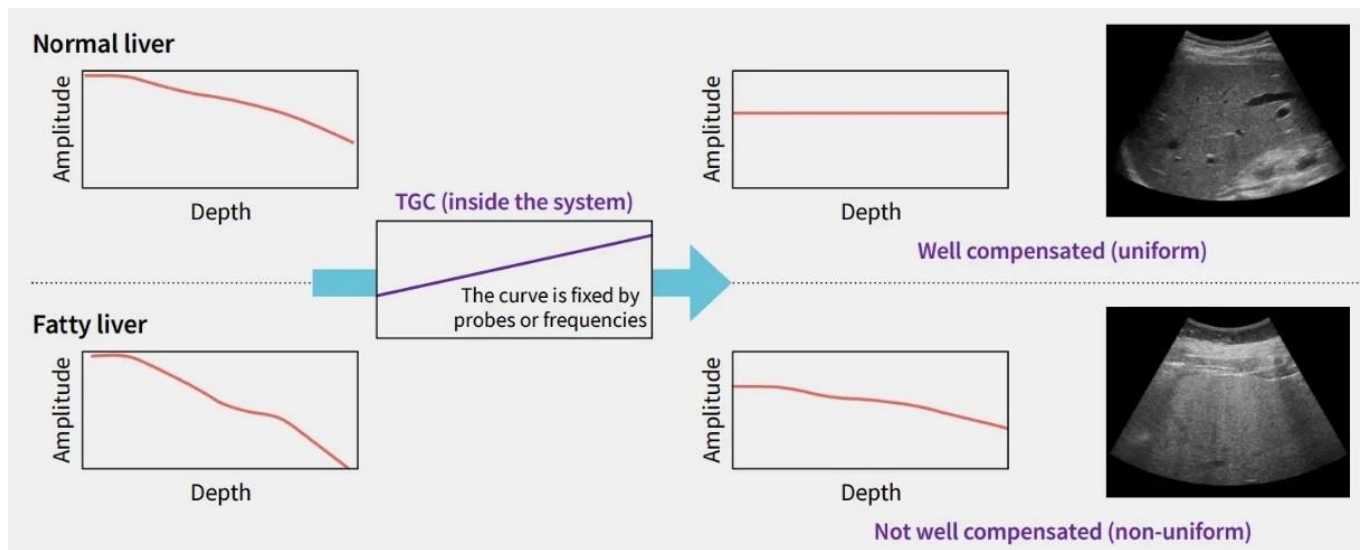 Normal liver
Amplitude
Depth
TGC (inside the system)
The curve is fixed by
probes or frequencies
Amplitude
Depth
Well compensated (uniform)
Fatty liver
Amplitude
Depth
Amplitude
Depth
Not well compensated (non-uniform)